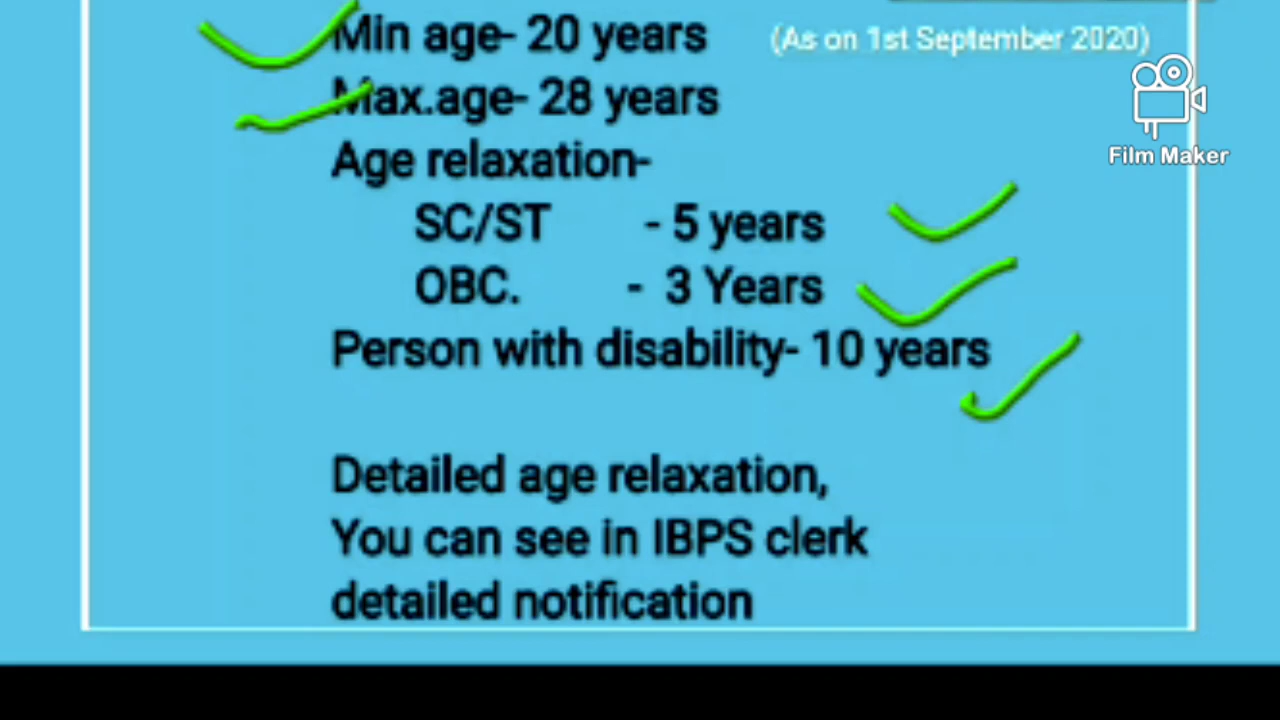 Min age- 20 years (As on 1st September 2020)
Max.age- 28 years
Film Maker
Age relaxation-
SC/ST - 5 years
OBC. - 3 Years
Person with disability- 10 years
Detailed age relaxation,
You can see in IBPS clerk
detailed notification